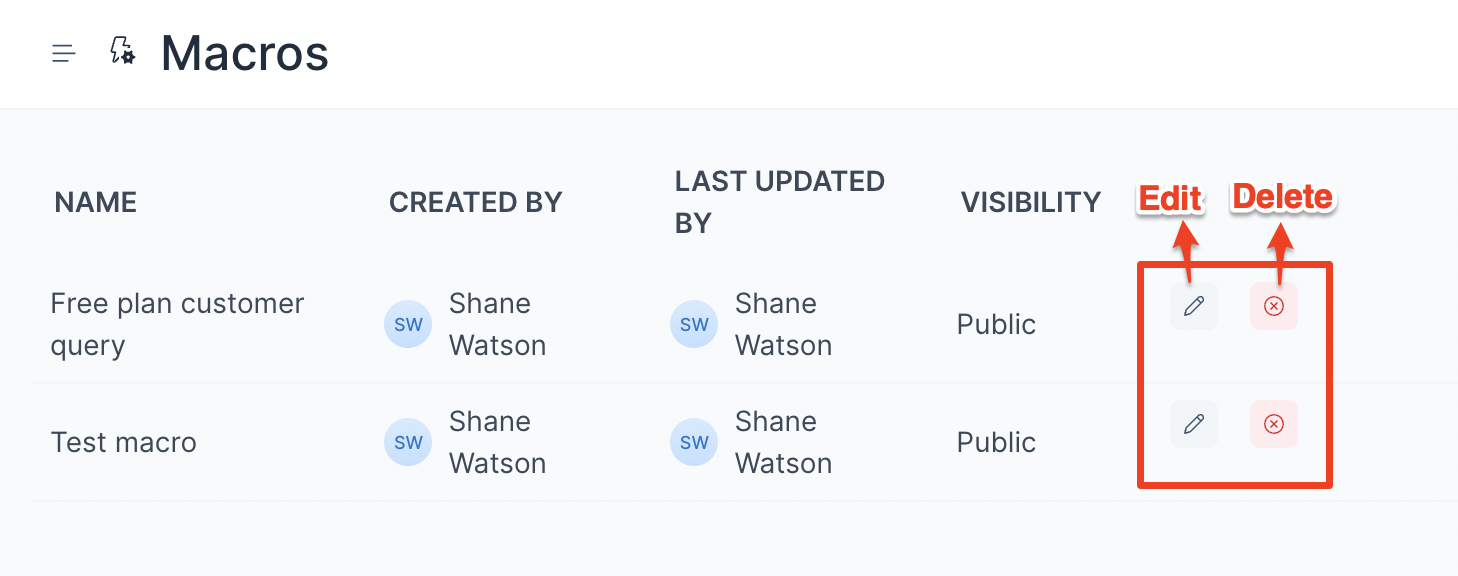 Macros
NAME CREATED BY LAST UPDATED BY VISIBILITY Edit Delete
Free plan customer query SW Shane Watson SW Shane Watson Public
Test macro SW Shane Watson SW Shane Watson Public